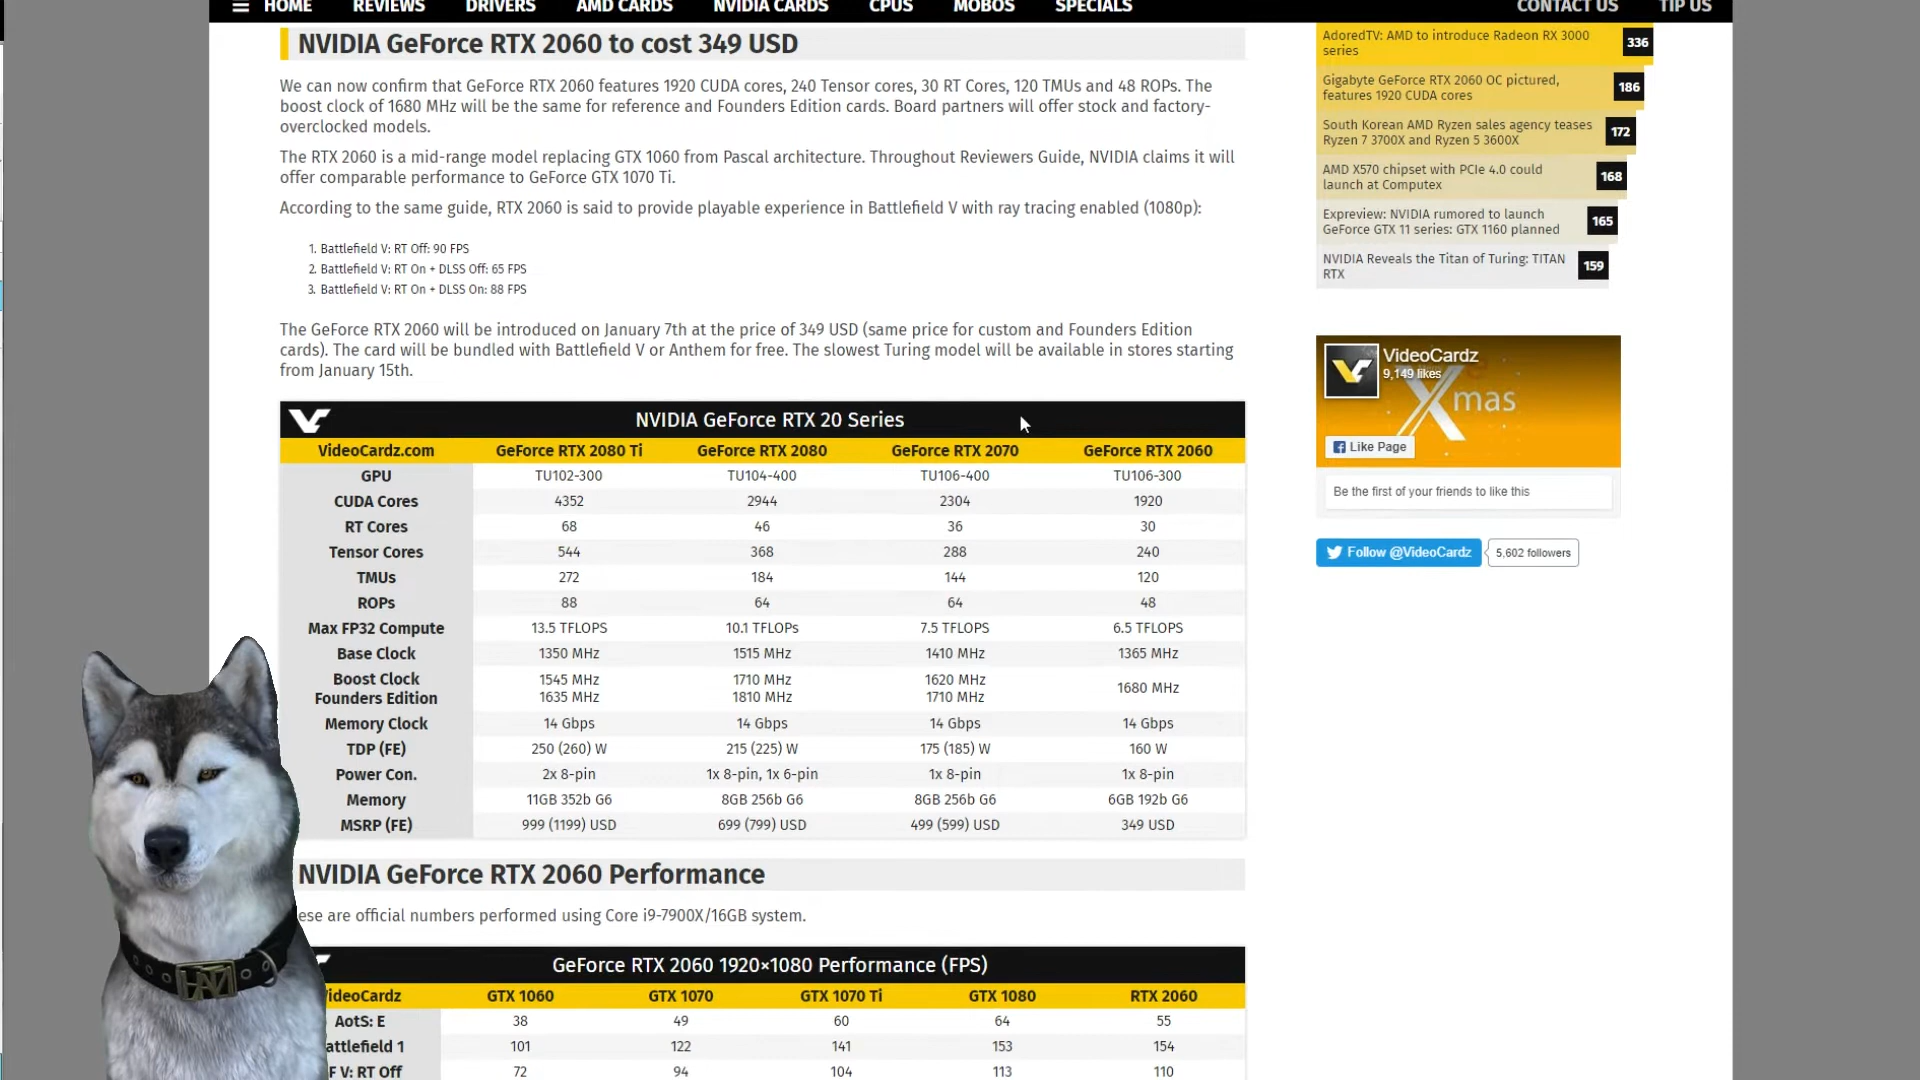 HOME REVIEWS DRIVERS AMD CARDS NVIDIA CARDS CPUS MOBOS SPECIALS CONTACT US TIP US
NVIDIA GeForce RTX 2060 to cost 349 USD
We can now confirm that GeForce RTX 2060 features 1920 CUDA cores, 240 Tensor cores, 30 RT Cores, 120 TMUs and 48 ROPs. The
boost clock of 1680 MHz will be the same for reference and Founders Edition cards. Board partners will offer stock and factory-
overclocked models.
The RTX 2060 is a mid-range model replacing GTX 1060 from Pascal architecture. Throughout Reviewers Guide, NVIDIA claims it will
offer comparable performance to GeForce GTX 1070 Ti.
According to the same guide, RTX 2060 is said to provide playable experience in Battlefield V with ray tracing enabled (1080p):
1. Battlefield V: RT Off: 90 FPS
2. Battlefield V: RT On + DLSS Off: 65 FPS
3. Battlefield V: RT On + DLSS On: 88 FPS
The GeForce RTX 2060 will be introduced on January 7th at the price of 349 USD (same price for custom and Founders Edition
cards). The card will be bundled with Battlefield V or Anthem for free. The slowest Turing model will be available in stores starting
from January 15th.
NVIDIA GeForce RTX 20 Series
VideoCardz.com GeForce RTX 2080 Ti GeForce RTX 2080 GeForce RTX 2070 GeForce RTX 2060
GPU TU102-300 TU104-400 TU106-400 TU106-300
CUDA Cores 4352 2944 2304 1920
RT Cores 68 46 36 30
Tensor Cores 544 368 288 240
TMUs 272 184 144 120
ROPs 88 64 64 48
Max FP32 Compute 13.5 TFLOPS 10.1 TFLOPs 7.5 TFLOPS 6.5 TFLOPS
Base Clock 1350 MHz 1515 MHz 1410 MHz 1365 MHz
Boost Clock 1545 MHz 1710 MHz 1620 MHz 1680 MHz
Founders Edition 1635 MHz 1810 MHz 1710 MHz
Memory Clock 14 Gbps 14 Gbps 14 Gbps 14 Gbps
TDP (FE) 250 (260) W 215 (225) W 175 (185) W 160 W
Power Con. 2x 8-pin 1x 8-pin, 1x 6-pin 1x 8-pin 1x 8-pin
Memory 11GB 352b G6 8GB 256b G6 8GB 256b G6 6GB 192b G6
MSRP (FE) 999 (1199) USD 699 (799) USD 499 (599) USD 349 USD
NVIDIA GeForce RTX 2060 Performance
ese are official numbers performed using Core i9-7900X/16GB system.
GeForce RTX 2060 1920×1080 Performance (FPS)
ideoCardz GTX 1060 GTX 1070 GTX 1070 Ti GTX 1080 RTX 2060
AotS: E 38 49 60 64 55
attlefield 1 101 122 141 153 154
F V: RT Off 72 94 104 113 110
AdoredTV: AMD to introduce Radeon RX 3000 336
series
Gigabyte GeForce RTX 2060 OC pictured, 186
features 1920 CUDA cores
South Korean AMD Ryzen sales agency teases 172
Ryzen 7 3700X and Ryzen 5 3600X
AMD X570 chipset with PCIe 4.0 could 168
launch at Computex
Expreview: NVIDIA rumored to launch 165
GeForce GTX 11 series: GTX 1160 planned
NVIDIA Reveals the Titan of Turing: TITAN 159
RTX
VideoCardz
9,149 likes
Xmas
Like Page
Be the first of your friends to like this
Follow @VideoCardz 5,602 followers